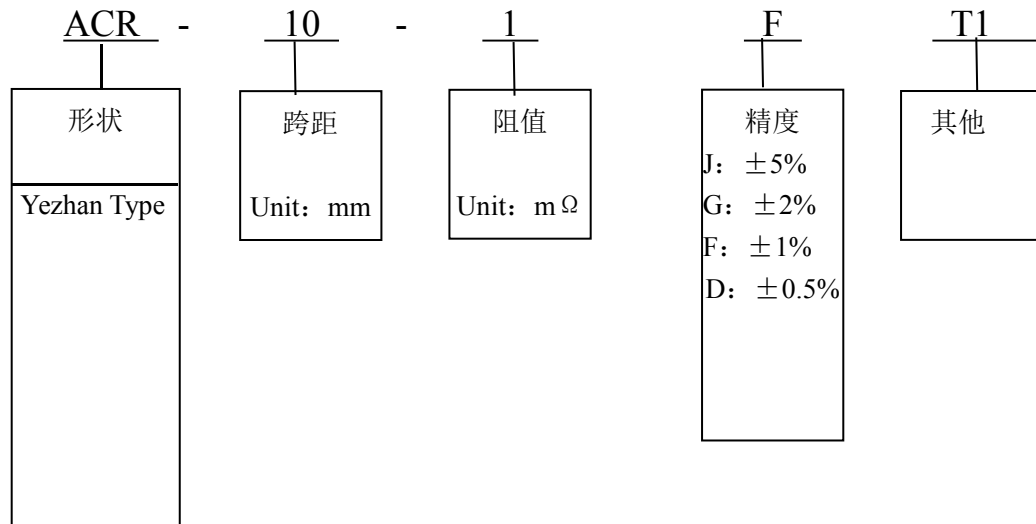 ACR - 10 - 1 F T1
形状
Yezhan Type
跨距
Unit：mm
阻值
Unit：mΩ
精度
J：±5%
G：±2%
F：±1%
D：±0.5%
其他